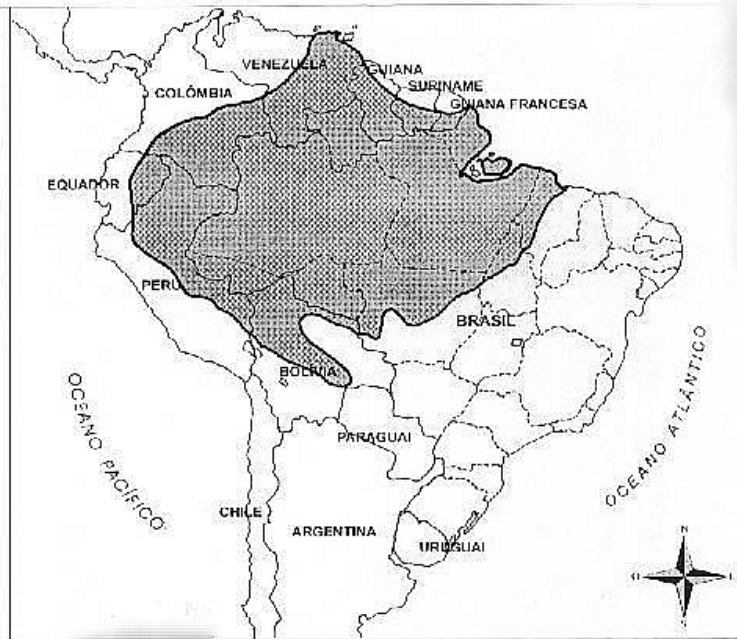 VENEZUELA
GUIANA
SURINAME
COLÔMBIA
GUIANA FRANCESA
EQUADOR
PERU
BRASIL
BOLÍVIA
OCEANO PACÍFICO
OCEANO ATLÂNTICO
PARAGUAI
CHILE
ARGENTINA
URUGUAI
N